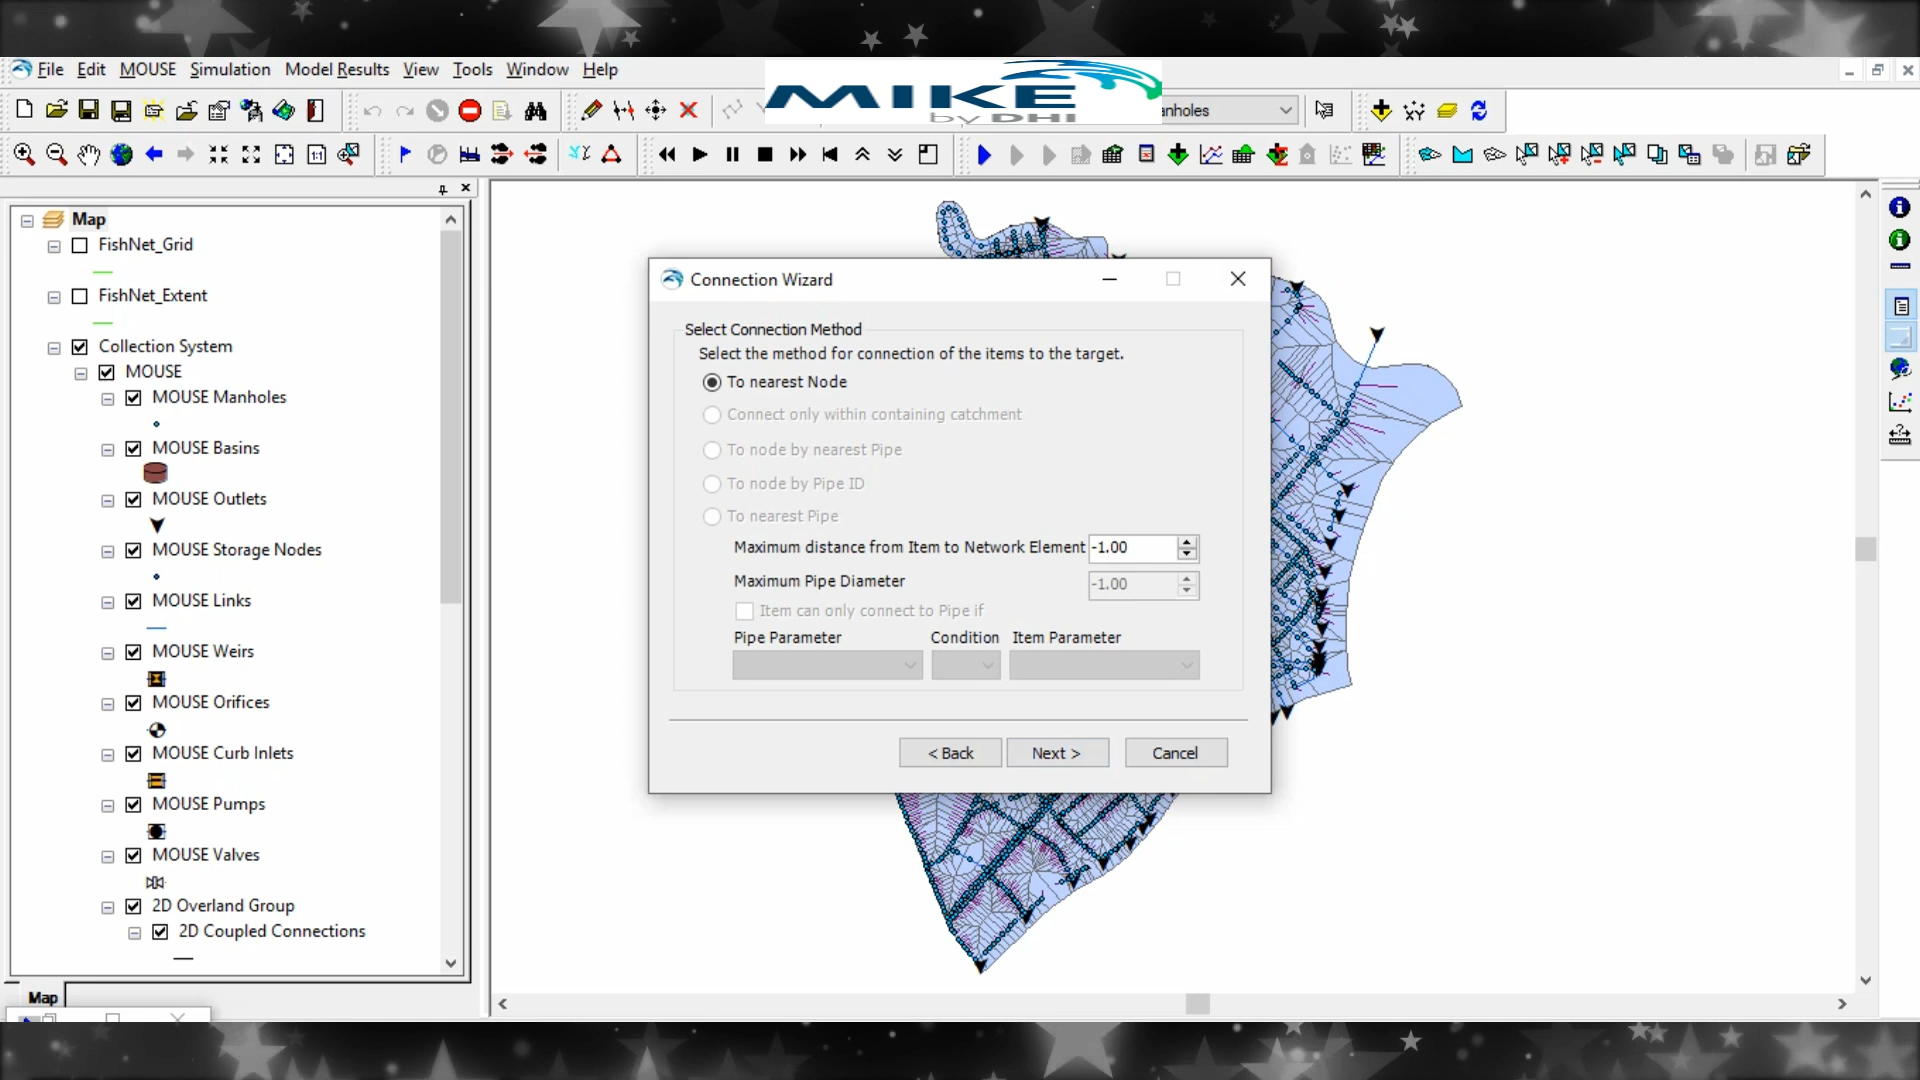 File Edit MOUSE Simulation Model Results View Tools Window Help
MIKE
by DHI
anholes
Map
FishNet_Grid
FishNet_Extent
Collection System
MOUSE
MOUSE Manholes
MOUSE Basins
MOUSE Outlets
MOUSE Storage Nodes
MOUSE Links
MOUSE Weirs
MOUSE Orifices
MOUSE Curb Inlets
MOUSE Pumps
MOUSE Valves
2D Overland Group
2D Coupled Connections
Map
Connection Wizard
Select Connection Method
Select the method for connection of the items to the target.
To nearest Node
Connect only within containing catchment
To node by nearest Pipe
To node by Pipe ID
To nearest Pipe
Maximum distance from Item to Network Element -1.00
Maximum Pipe Diameter -1.00
Item can only connect to Pipe if
Pipe Parameter Condition Item Parameter
< Back Next > Cancel